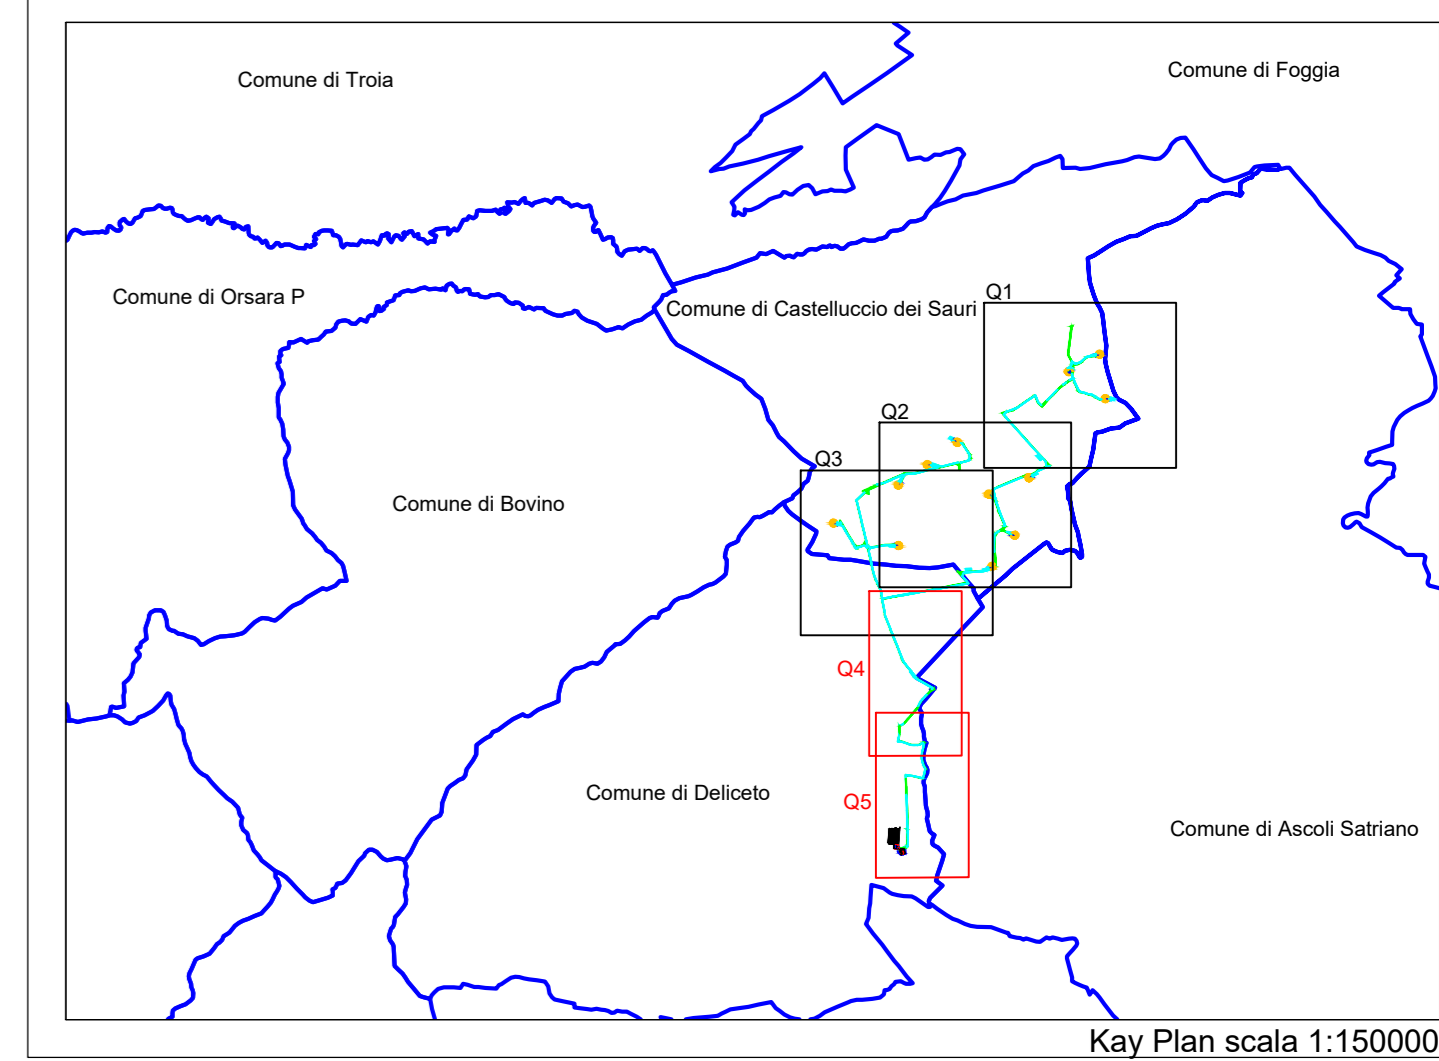 Comune di Troia
Comune di Foggia
Comune di Orsara P
Comune di Castelluccio dei Sauri
Q1
Q2
Q3
Comune di Bovino
Q4
Comune di Deliceto
Q5
Comune di Ascoli Satriano
Kay Plan scala 1:150000